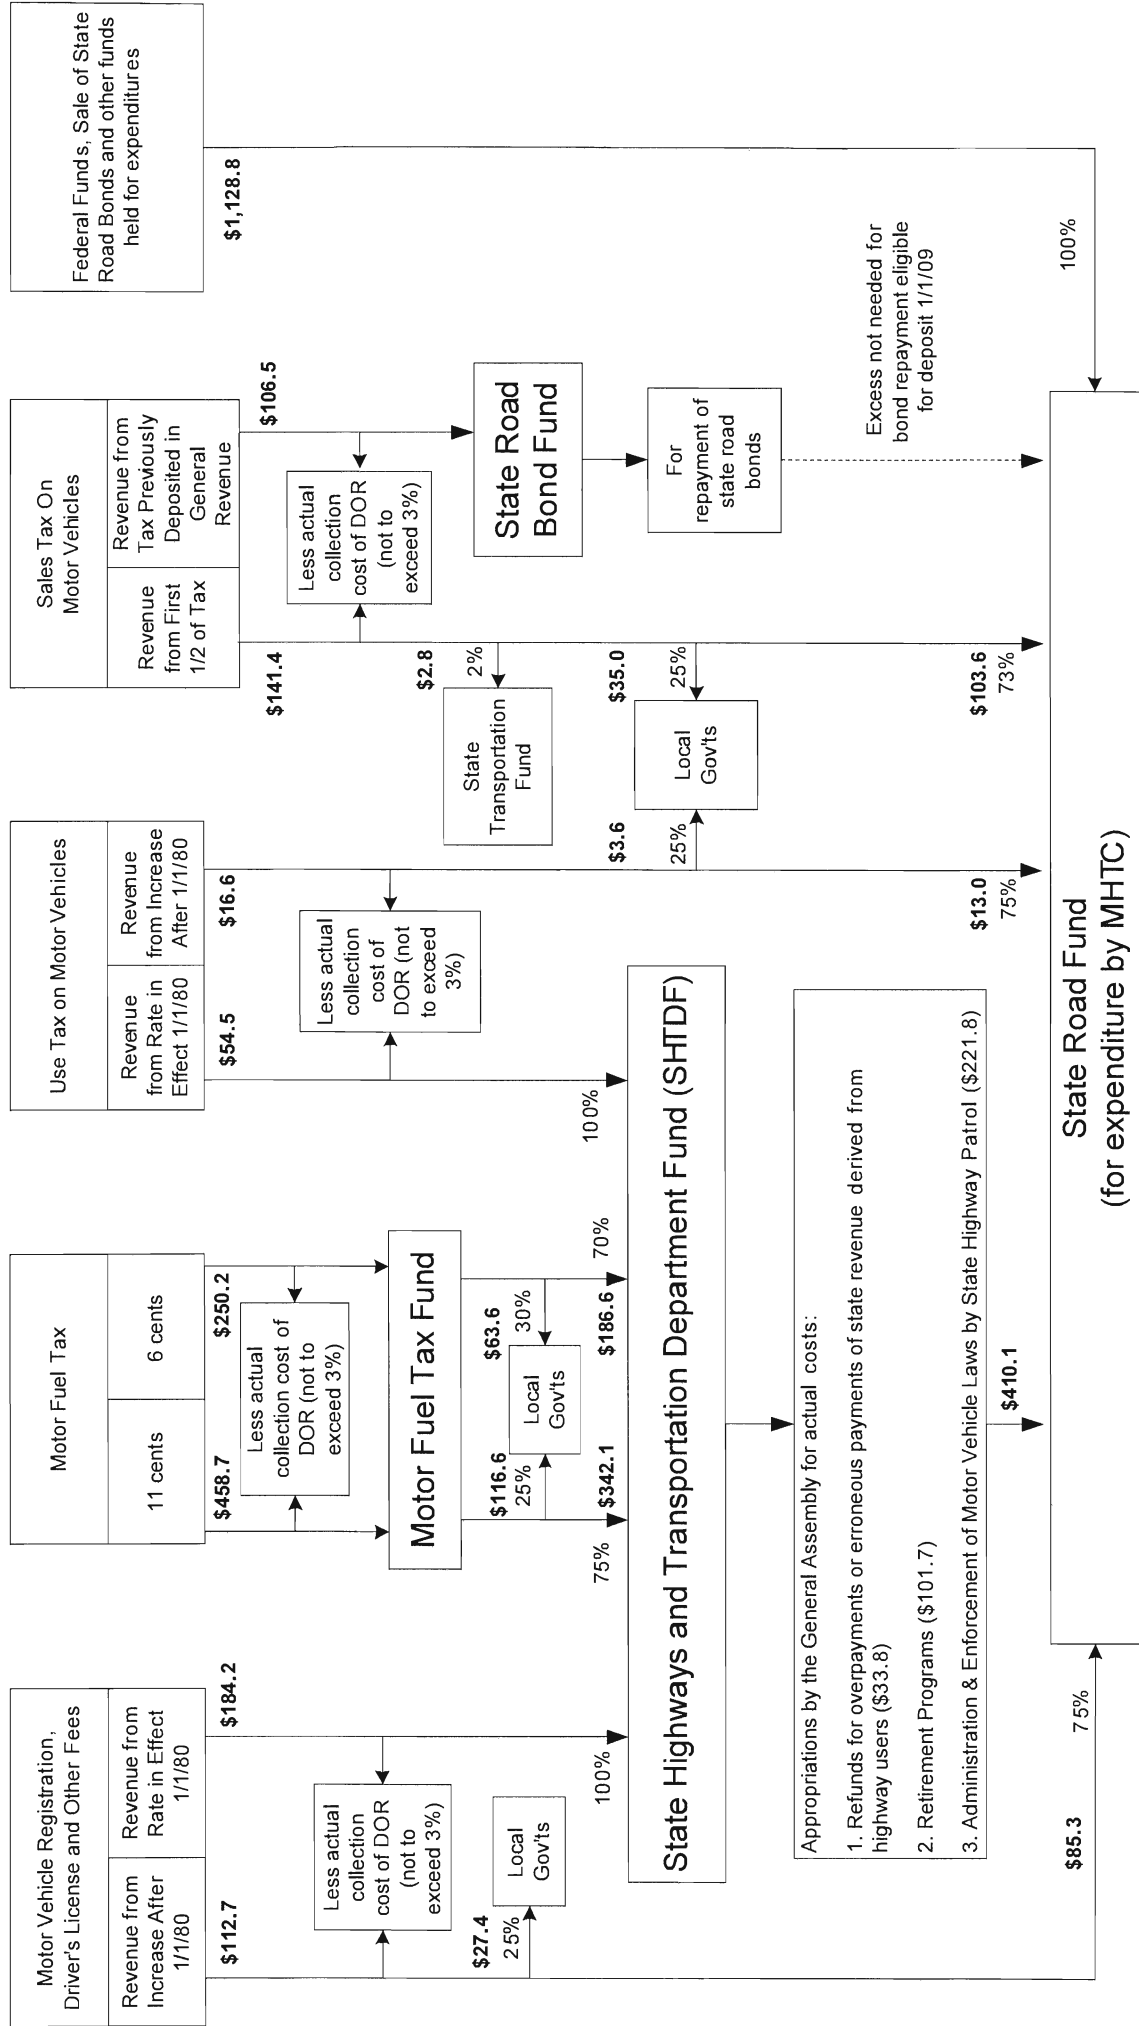 Motor Vehicle Registration,
Driver's License and Other Fees
Revenue from
Increase After
1/1/80
Revenue from
Rate in Effect
1/1/80
$112.7
$184.2
Less actual
collection
cost of DOR
(not to
exceed 3%)
$27.4
25%
Local
Gov'ts
100%
Motor Fuel Tax
11 cents
6 cents
$458.7
$250.2
Less actual
collection cost of
DOR (not to
exceed 3%)
Motor Fuel Tax Fund
$116.6
25%
Local
Gov'ts
$63.6
30%
75%
$342.1
$186.6
70%
Use Tax on Motor Vehicles
Revenue
from Rate in
Effect 1/1/80
Revenue
from Increase
After 1/1/80
$54.5
$16.6
Less actual
collection
cost of
DOR (not
to exceed
3%)
100%
$3.6
25%
$13.0
75%
Sales Tax On
Motor Vehicles
Revenue
from First
1/2 of Tax
Revenue from
Tax Previously
Deposited in
General
Revenue
$141.4
$106.5
Less actual
collection
cost of DOR
(not to
exceed 3%)
$2.8
2%
State
Transportation
Fund
$35.0
25%
Local
Gov'ts
$103.6
73%
State Road
Bond Fund
For
repayment of
state road
bonds
Excess not needed for
bond repayment eligible
for deposit 1/1/09
Federal Funds, Sale of State
Road Bonds and other funds
held for expenditures
$1,128.8
100%
State Highways and Transportation Department Fund (SHTDF)
Appropriations by the General Assembly for actual costs:
1. Refunds for overpayments or erroneous payments of state revenue derived from
highway users ($33.8)
2. Retirement Programs ($101.7)
3. Administration & Enforcement of Motor Vehicle Laws by State Highway Patrol ($221.8)
$410.1
$85.3
75%
State Road Fund
(for expenditure by MHTC)